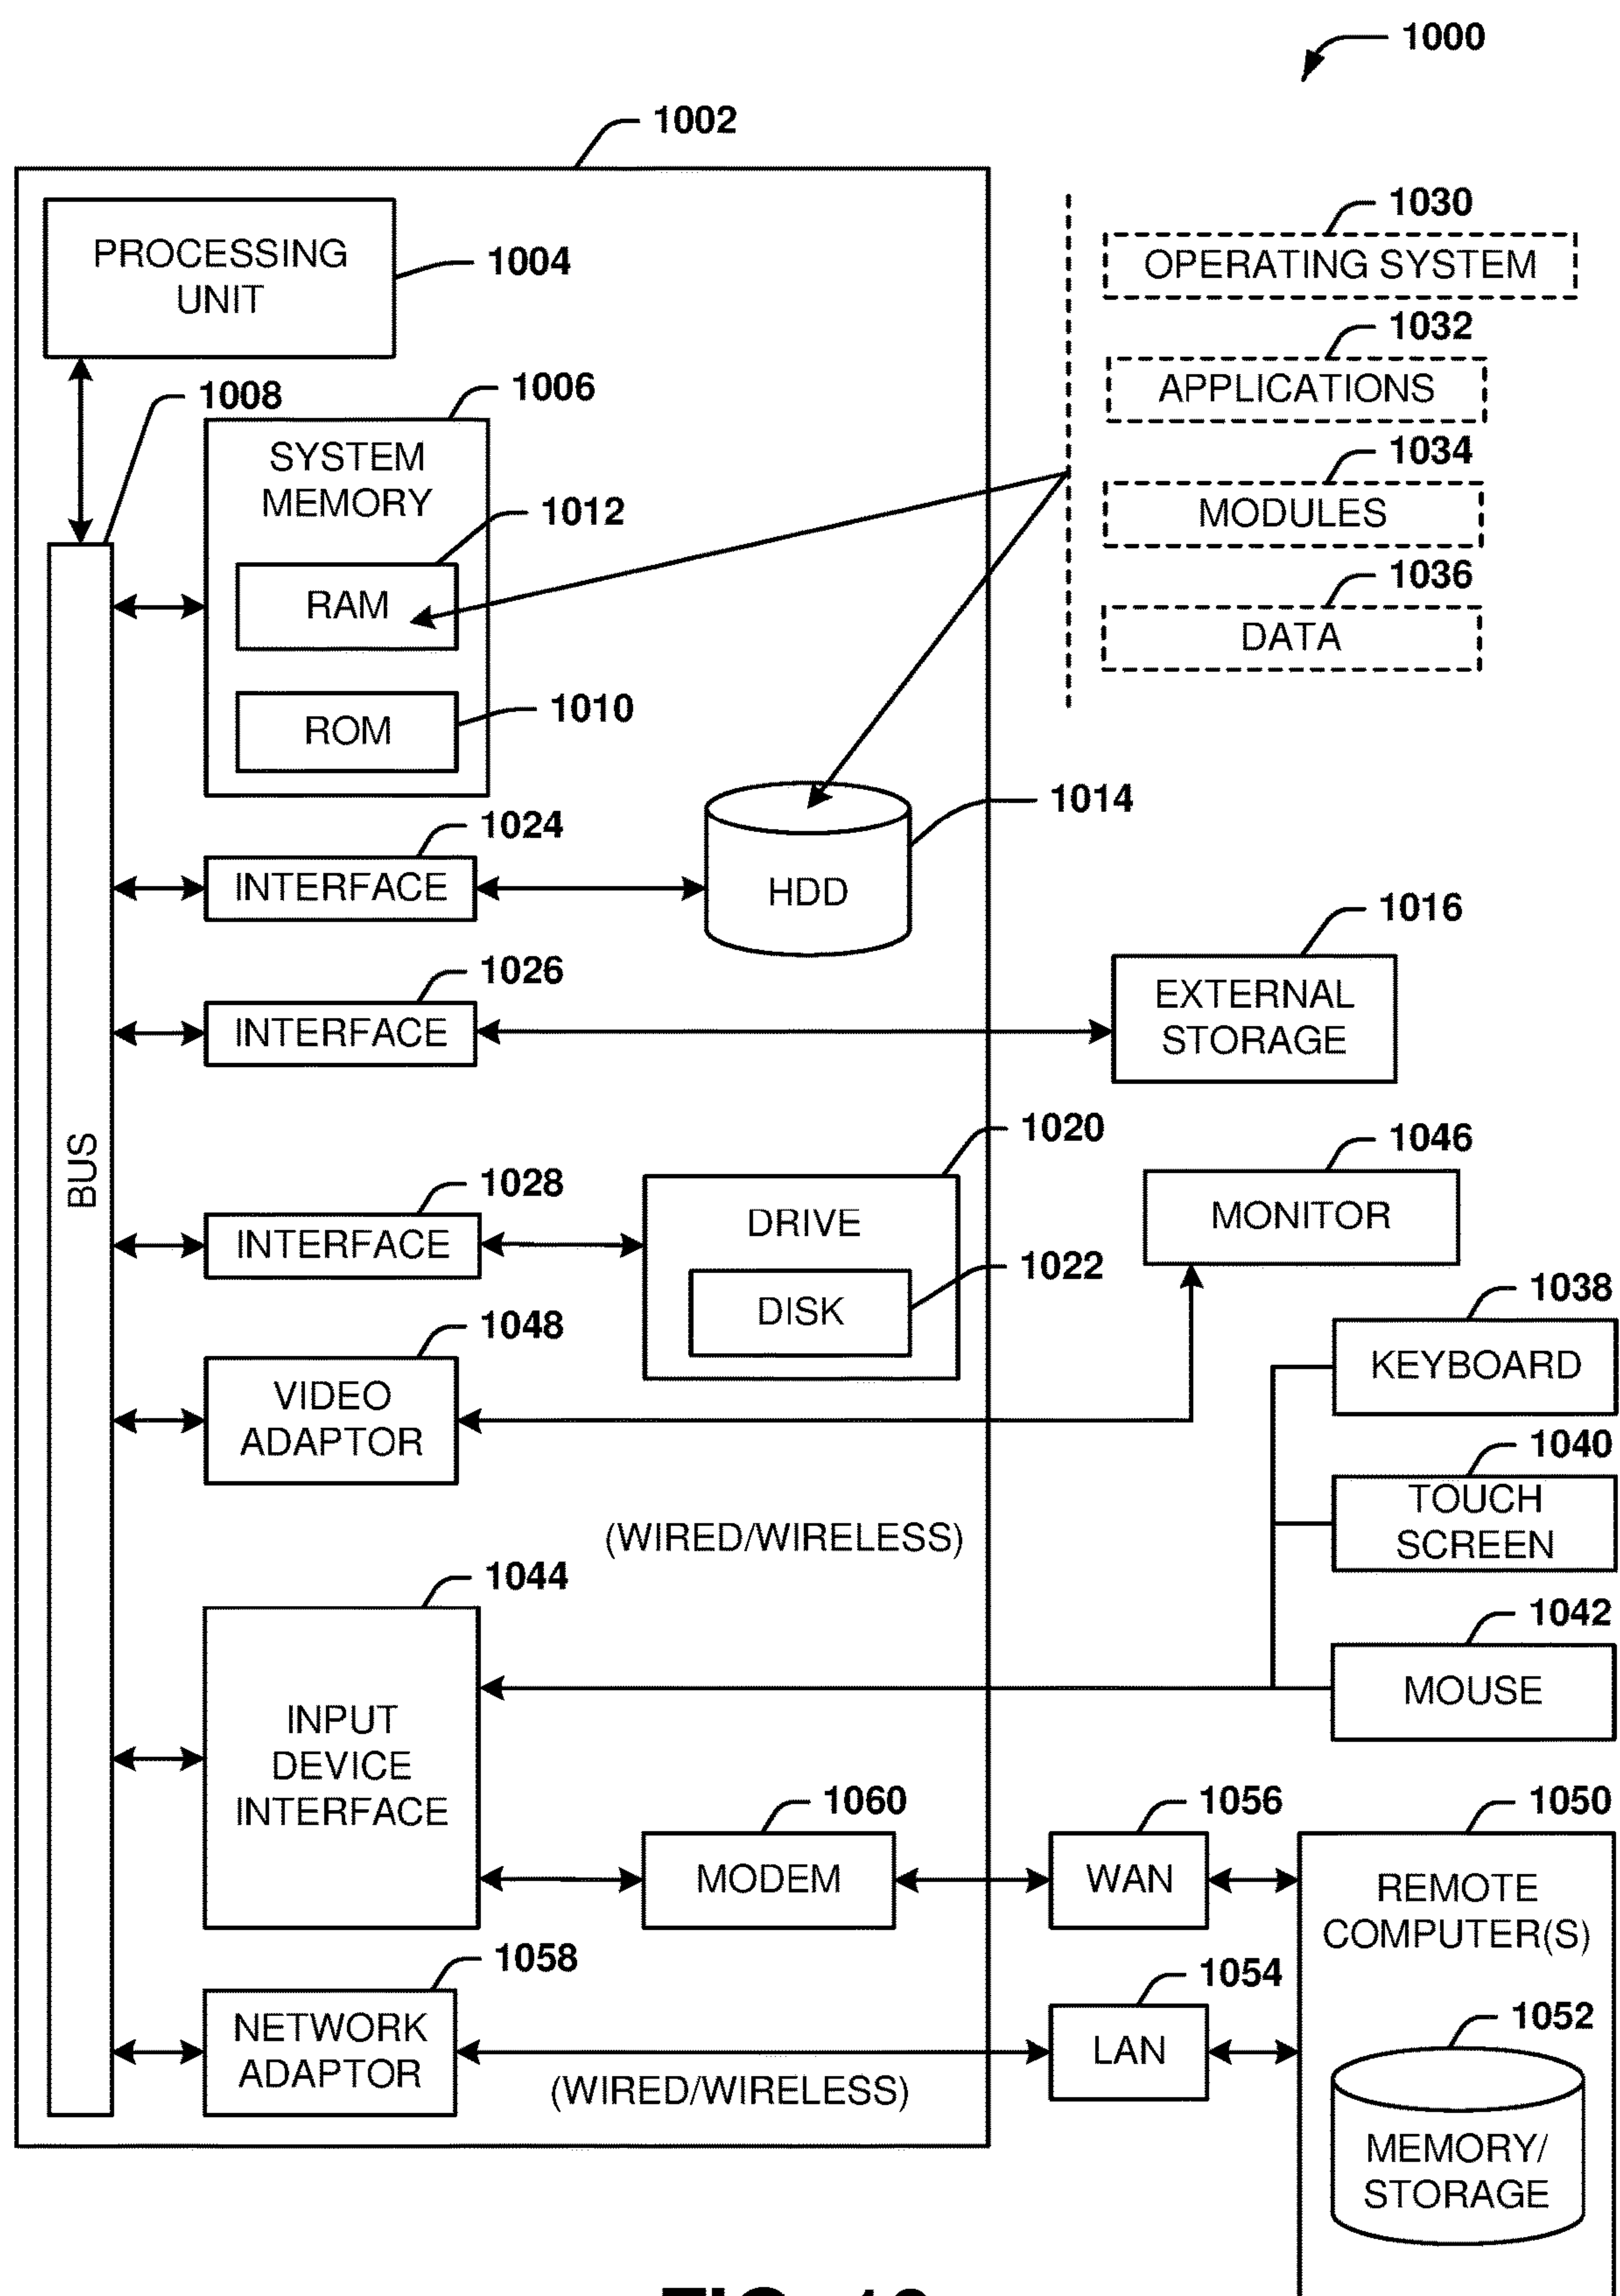 1000
1002
PROCESSING
UNIT
1004
1030
OPERATING SYSTEM
1032
APPLICATIONS
1034
MODULES
1036
DATA
1008
1006
SYSTEM
MEMORY
1012
RAM
1010
ROM
1024
INTERFACE
1014
HDD
1026
INTERFACE
1016
EXTERNAL
STORAGE
BUS
1028
INTERFACE
1020
DRIVE
1022
DISK
1046
MONITOR
1048
VIDEO
ADAPTOR
1038
KEYBOARD
1040
TOUCH
SCREEN
(WIRED/WIRELESS)
1042
MOUSE
1044
INPUT
DEVICE
INTERFACE
1060
MODEM
1056
WAN
1050
REMOTE
COMPUTER(S)
1058
NETWORK
ADAPTOR
(WIRED/WIRELESS)
1054
LAN
1052
MEMORY/
STORAGE